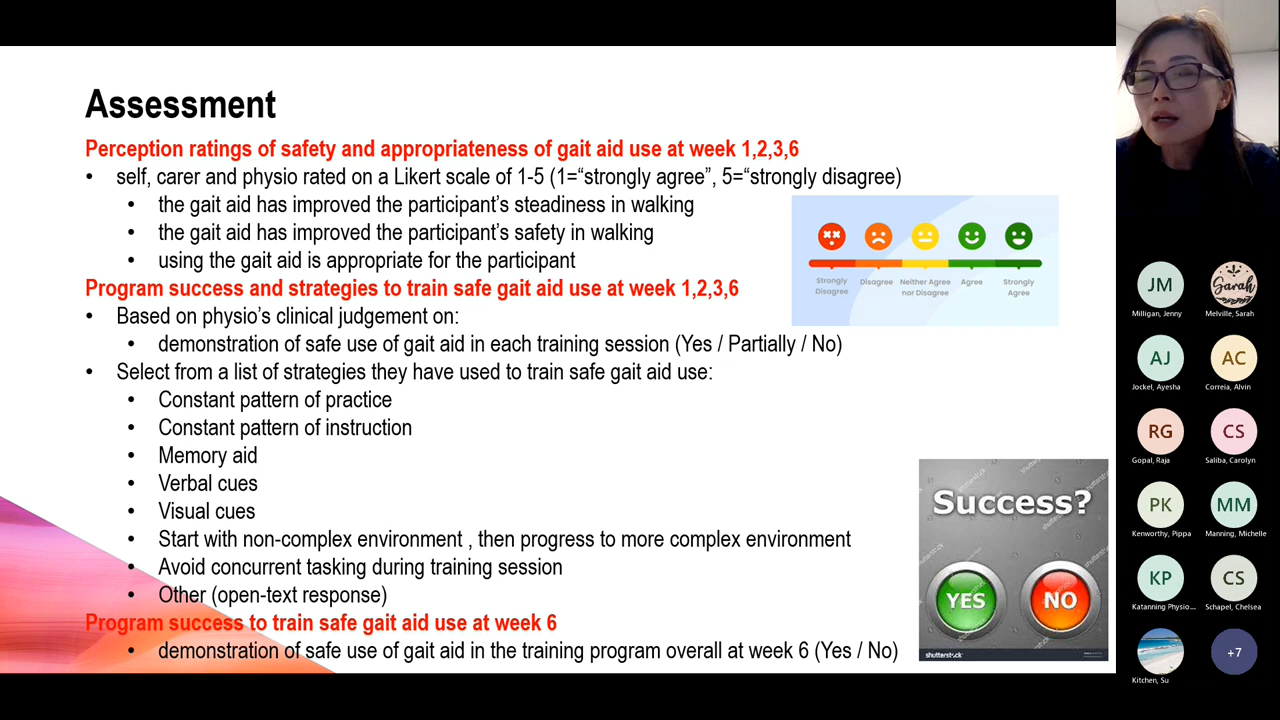 Assessment
Perception ratings of safety and appropriateness of gait aid use at week 1,2,3,6
• self, carer and physio rated on a Likert scale of 1-5 (1=“strongly agree”, 5=“strongly disagree)
• the gait aid has improved the participant’s steadiness in walking
• the gait aid has improved the participant’s safety in walking
• using the gait aid is appropriate for the participant
Strongly Disagree
Disagree
Neither Agree nor Disagree
Agree
Strongly Agree
Program success and strategies to train safe gait aid use at week 1,2,3,6
• Based on physio’s clinical judgement on:
• demonstration of safe use of gait aid in each training session (Yes / Partially / No)
• Select from a list of strategies they have used to train safe gait aid use:
• Constant pattern of practice
• Constant pattern of instruction
• Memory aid
• Verbal cues
• Visual cues
• Start with non-complex environment , then progress to more complex environment
• Avoid concurrent tasking during training session
• Other (open-text response)
Program success to train safe gait aid use at week 6
• demonstration of safe use of gait aid in the training program overall at week 6 (Yes / No)
Success?
YES
NO
shutterstock
JM
Milligan, Jenny
Sarah
Melville, Sarah
AJ
Jockel, Ayesha
AC
Correia, Alvin
RG
Gopal, Raja
CS
Saliba, Carolyn
PK
Kenworthy, Pippa
MM
Manning, Michelle
KP
Katanning Physio...
CS
Schapel, Chelsea
Kitchen, Su
+7